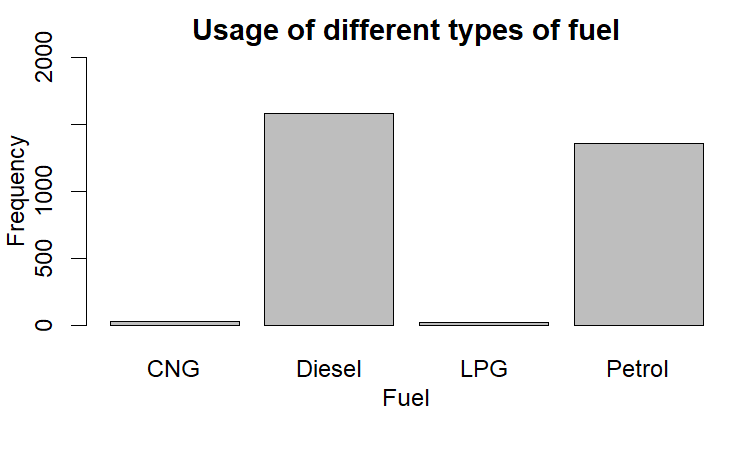 Usage of different types of fuel
2000
1000
500
0
Frequency
CNG Diesel LPG Petrol
Fuel